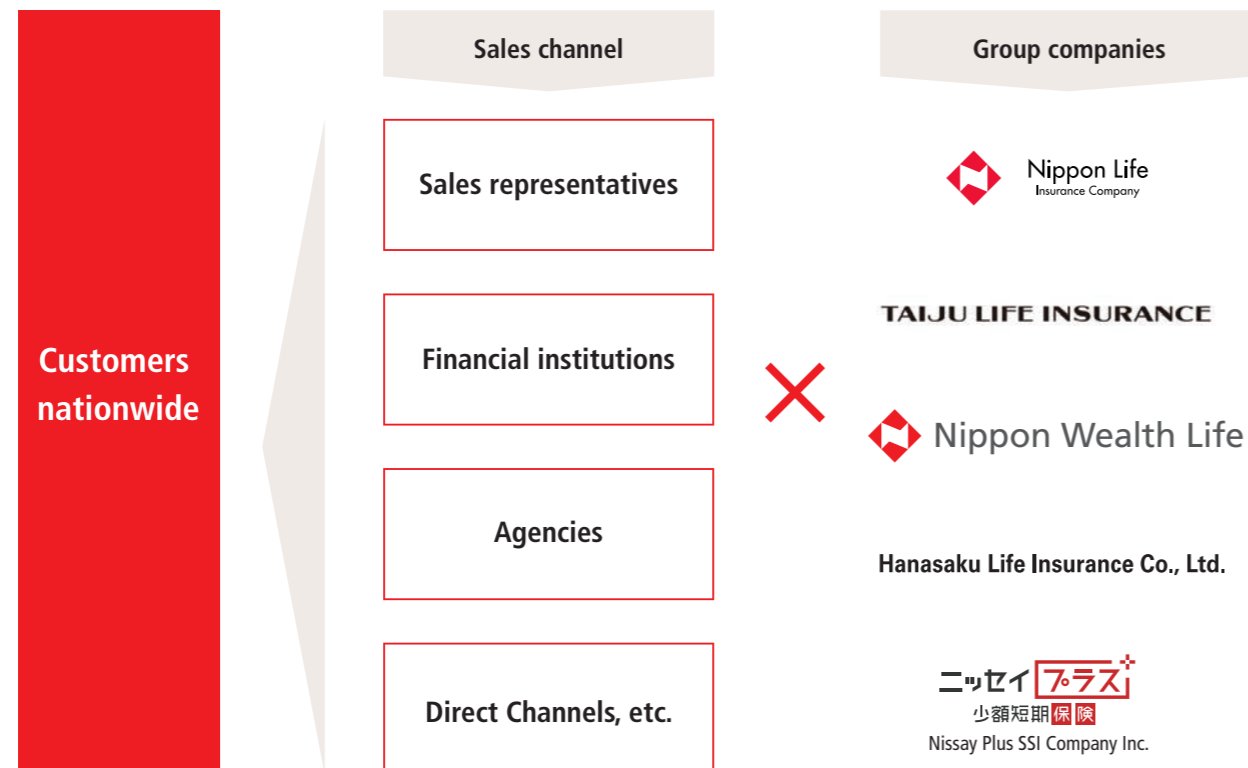 Sales channel
Group companies
Customers
nationwide
Sales representatives
Financial institutions
Agencies
Direct Channels, etc.
Nippon Life
Insurance Company
TAIJU LIFE INSURANCE
Nippon Wealth Life
Hanasaku Life Insurance Co., Ltd.
ニッセイプラス
少額短期保険
Nissay Plus SSI Company Inc.